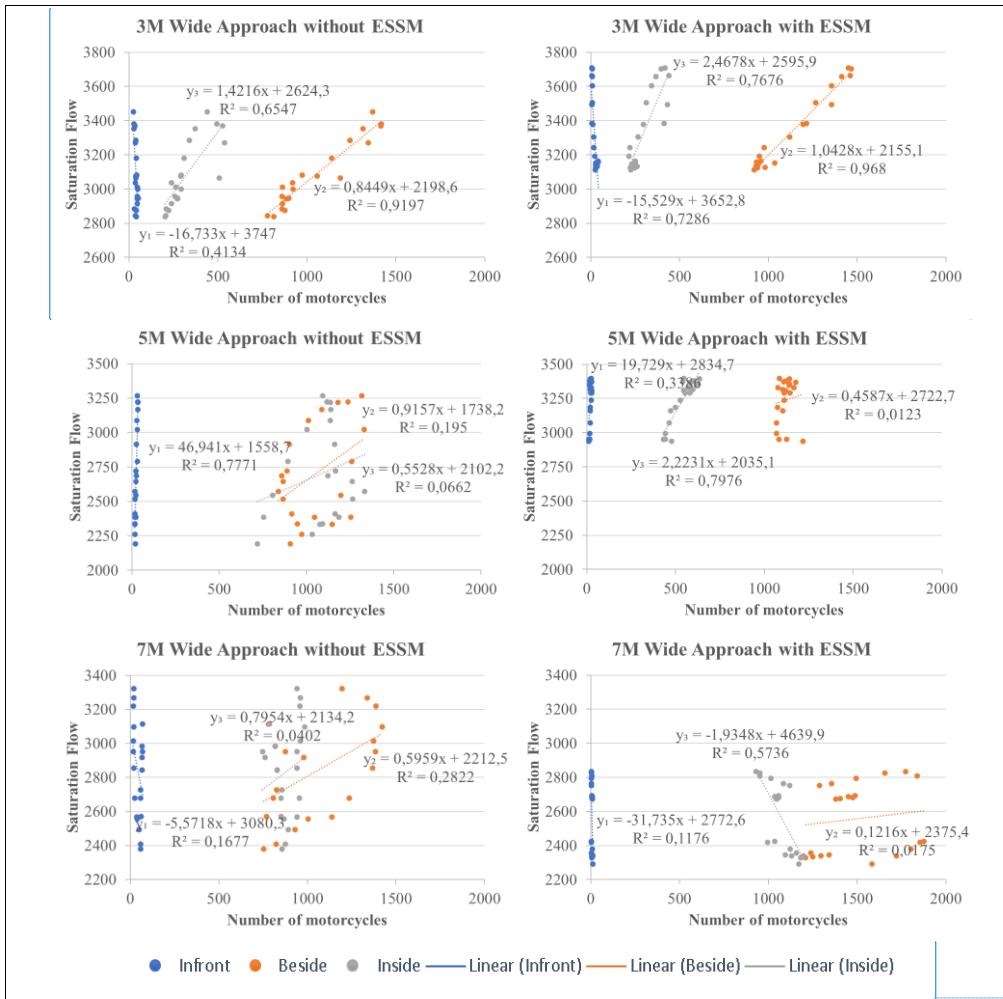 3M Wide Approach without ESSM
3800
3600
3400
3200
3000
2800
2600
Saturation Flow
y₃ = 1,4216x + 2624,3
R² = 0,6547
y₂ = 0,8449x + 2198,6
R² = 0,9197
y₁ = -16,733x + 3747
R² = 0,4134
0 500 1000 1500 2000
Number of motorcycles
3M Wide Approach with ESSM
3800
3600
3400
3200
3000
2800
2600
Saturation Flow
y₃ = 2,4678x + 2595,9
R² = 0,7676
y₂ = 1,0428x + 2155,1
R² = 0,968
y₁ = -15,529x + 3652,8
R² = 0,7286
0 500 1000 1500 2000
Number of motorcycles
5M Wide Approach without ESSM
3500
3250
3000
2750
2500
2250
2000
Saturation Flow
y₂ = 0,9157x + 1738,2
R² = 0,195
y₁ = 46,941x + 1558,7
R² = 0,7771
y₃ = 0,5528x + 2102,2
R² = 0,0662
0 500 1000 1500 2000
Number of motorcycles
5M Wide Approach with ESSM
3500
3250
3000
2750
2500
2250
2000
Saturation Flow
y₁ = 19,729x + 2834,7
R² = 0,3386
y₂ = 0,4587x + 2722,7
R² = 0,0123
y₃ = 2,2231x + 2035,1
R² = 0,7976
0 500 1000 1500 2000
Number of motorcycles
7M Wide Approach without ESSM
3400
3200
3000
2800
2600
2400
2200
Saturation Flow
y₃ = 0,7954x + 2134,2
R² = 0,0402
y₂ = 0,5959x + 2212,5
R² = 0,2822
y₁ = -5,5718x + 3080,3
R² = 0,1677
0 500 1000 1500 2000
Number of motorcycles
7M Wide Approach with ESSM
3400
3200
3000
2800
2600
2400
2200
Saturation Flow
y₃ = -1,9348x + 4639,9
R² = 0,5736
y₁ = -31,735x + 2772,6
R² = 0,1176
y₂ = 0,1216x + 2375,4
R² = 0,0175
0 500 1000 1500 2000
Number of motorcycles
Infront Beside Inside Linear (Infront) Linear (Beside) Linear (Inside)